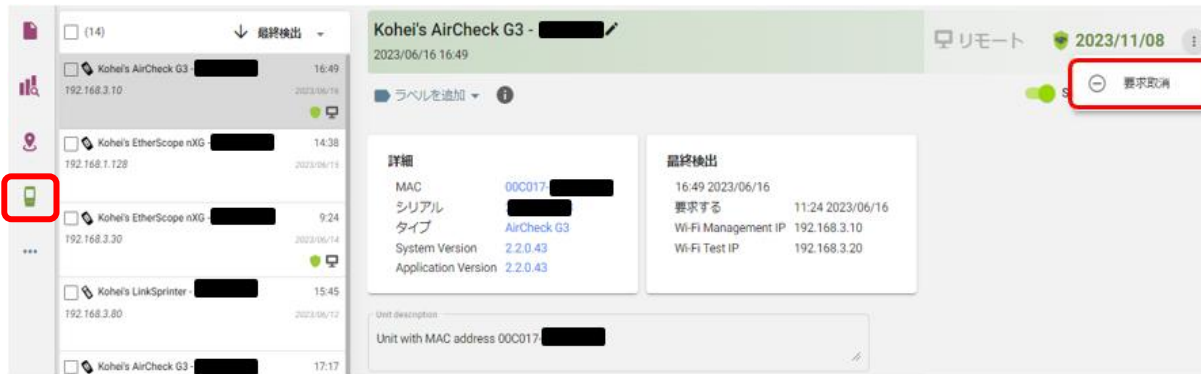 (14)
最終検出
Kohei's AirCheck G3 -
16:49
192.168.3.10
2023/06/16
Kohei's EtherScope nXG -
14:38
192.168.1.128
2023/06/15
Kohei's EtherScope nXG -
9:24
192.168.3.30
2023/06/14
Kohei's LinkSprinter -
15:45
192.168.3.80
2023/06/12
Kohei's AirCheck G3 -
17:17
Kohei's AirCheck G3 -
2023/06/16 16:49
リモート
2023/11/08
要求取消
ラベルを追加
S
詳細
MAC 00C017-
シリアル
タイプ AirCheck G3
System Version 2.2.0.43
Application Version 2.2.0.43
最終検出
16:49 2023/06/16
要求する 11:24 2023/06/16
Wi-Fi Management IP 192.168.3.10
Wi-Fi Test IP 192.168.3.20
Unit description
Unit with MAC address 00C017-